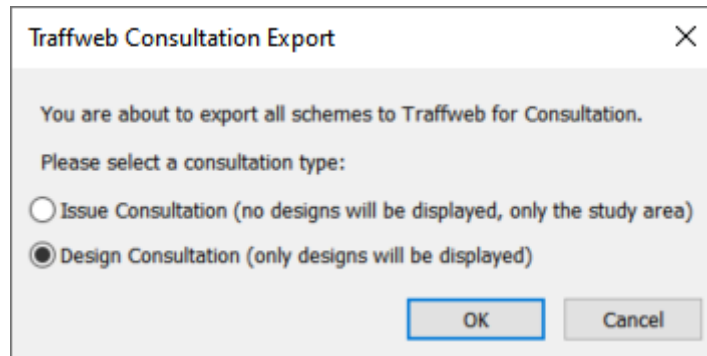 Traffweb Consultation Export
You are about to export all schemes to Traffweb for Consultation.
Please select a consultation type:
Issue Consultation (no designs will be displayed, only the study area)
Design Consultation (only designs will be displayed)
OK Cancel